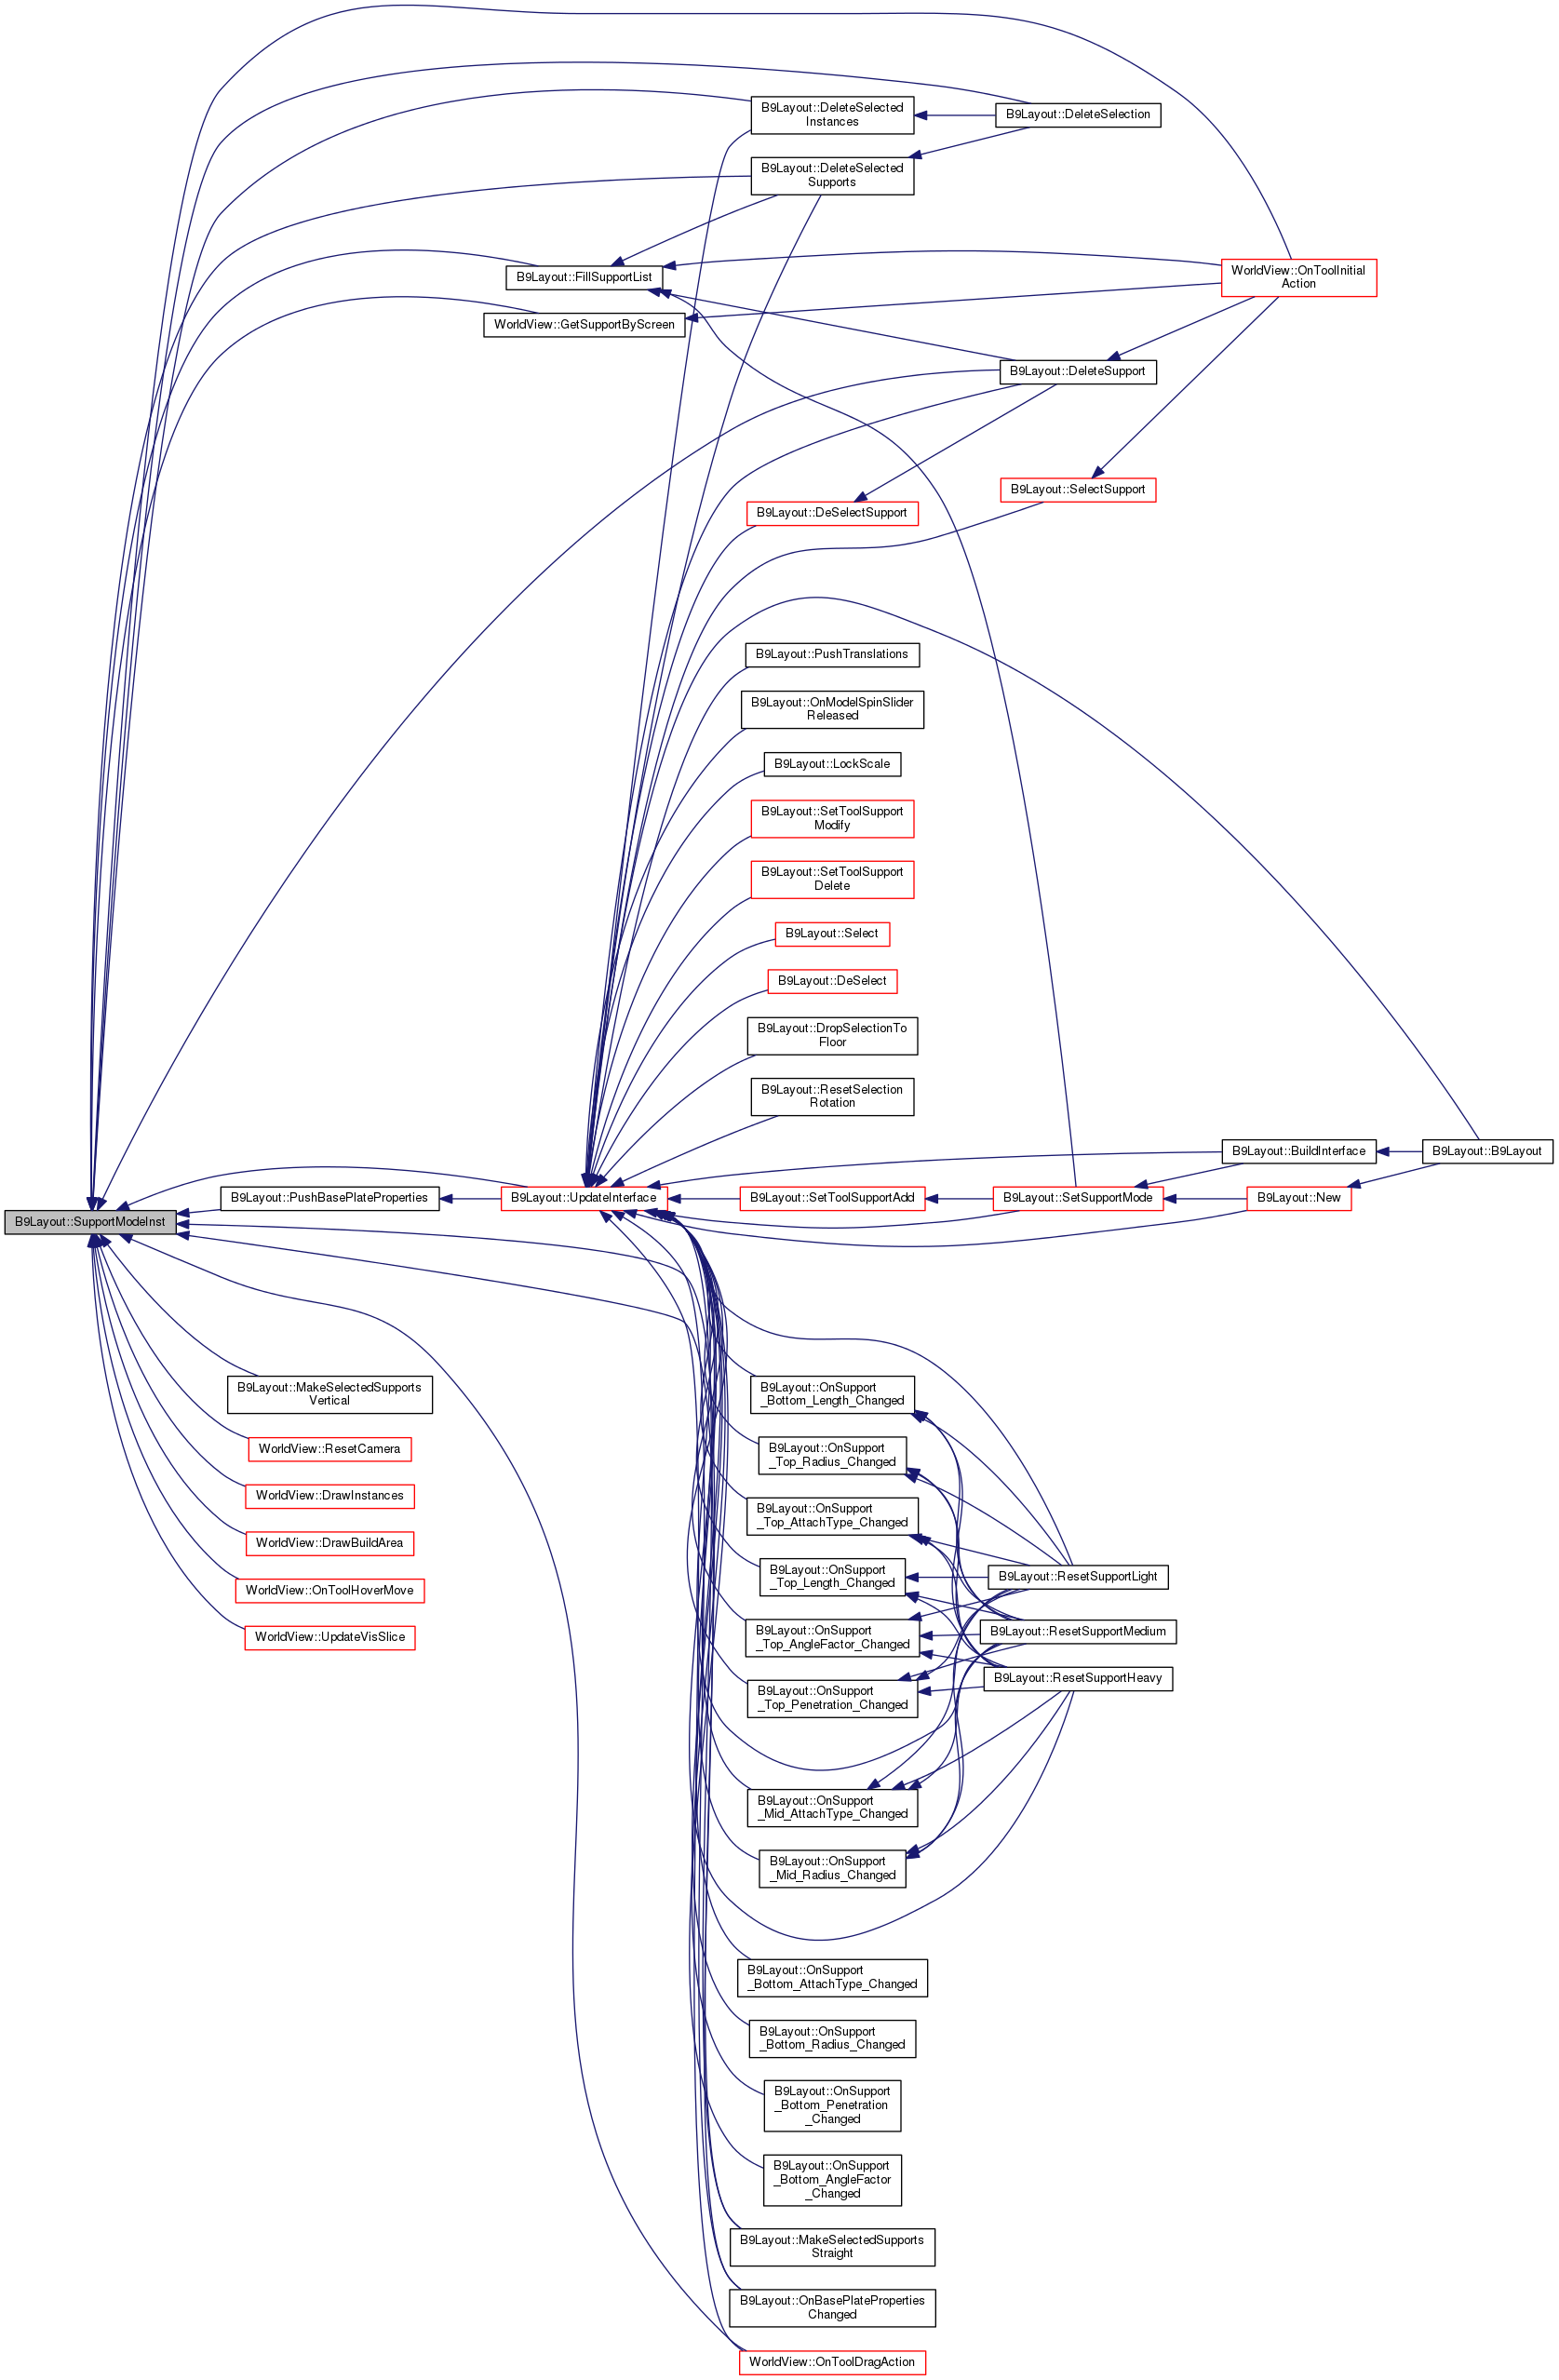 B9Layout::DeleteSelected
Instances
B9Layout::DeleteSelection
B9Layout::DeleteSelected
Supports
B9Layout::FillSupportList
WorldView::OnToolInitial
Action
WorldView::GetSupportByScreen
B9Layout::DeleteSupport
B9Layout::SelectSupport
B9Layout::DeSelectSupport
B9Layout::PushTranslations
B9Layout::OnModelSpinSlider
Released
B9Layout::LockScale
B9Layout::SetToolSupport
Modify
B9Layout::SetToolSupport
Delete
B9Layout::Select
B9Layout::DeSelect
B9Layout::DropSelectionTo
Floor
B9Layout::ResetSelection
Rotation
B9Layout::BuildInterface
B9Layout::B9Layout
B9Layout::PushBasePlateProperties
B9Layout::UpdateInterface
B9Layout::SetToolSupportAdd
B9Layout::SetSupportMode
B9Layout::New
B9Layout::SupportModeInst
B9Layout::MakeSelectedSupports
Vertical
B9Layout::OnSupport
_Bottom_Length_Changed
WorldView::ResetCamera
B9Layout::OnSupport
_Top_Radius_Changed
WorldView::DrawInstances
B9Layout::OnSupport
_Top_AttachType_Changed
WorldView::DrawBuildArea
B9Layout::OnSupport
_Top_Length_Changed
B9Layout::ResetSupportLight
WorldView::OnToolHoverMove
B9Layout::OnSupport
_Top_AngleFactor_Changed
B9Layout::ResetSupportMedium
WorldView::UpdateVisSlice
B9Layout::OnSupport
_Top_Penetration_Changed
B9Layout::ResetSupportHeavy
B9Layout::OnSupport
_Mid_AttachType_Changed
B9Layout::OnSupport
_Mid_Radius_Changed
B9Layout::OnSupport
_Bottom_AttachType_Changed
B9Layout::OnSupport
_Bottom_Radius_Changed
B9Layout::OnSupport
_Bottom_Penetration
_Changed
B9Layout::OnSupport
_Bottom_AngleFactor
_Changed
B9Layout::MakeSelectedSupports
Straight
B9Layout::OnBasePlateProperties
Changed
WorldView::OnToolDragAction